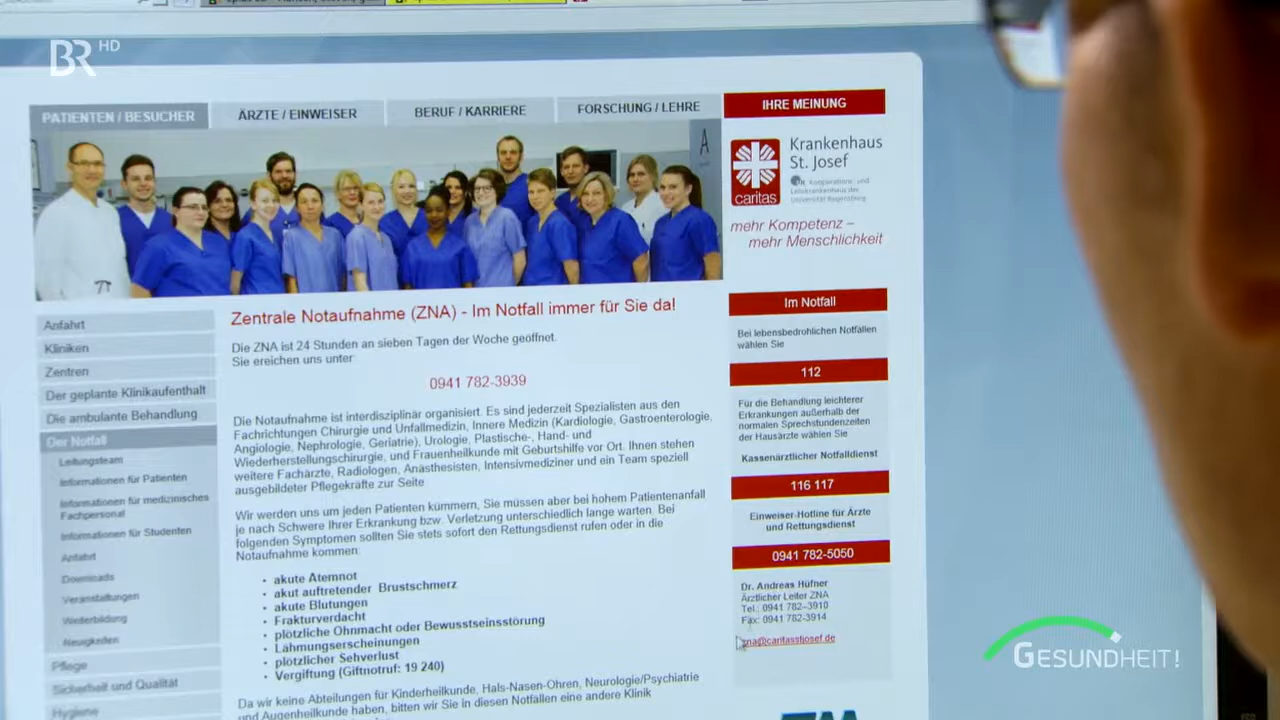 BR HD
PATIENTEN / BESUCHER
ÄRZTE / EINWEISER
BERUF / KARRIERE
FORSCHUNG / LEHRE
IHRE MEINUNG
A
caritas
Krankenhaus
St. Josef
Kooperations- und
Lehrkrankenhaus der
Universität Regensburg
mehr Kompetenz –
mehr Menschlichkeit
Anfahrt
Kliniken
Zentren
Der geplante Klinikaufenthalt
Die ambulante Behandlung
Der Notfall
Leitungsteam
Informationen für Patienten
Informationen für medizinisches
Fachpersonal
Informationen für Studenten
Anfahrt
Downloads
Veranstaltungen
Weiterbildung
Neuigkeiten
Pflege
Sicherheit und Qualität
Hygiene
Zentrale Notaufnahme (ZNA) - Im Notfall immer für Sie da!
Die ZNA ist 24 Stunden an sieben Tagen der Woche geöffnet.
Sie ereichen uns unter
0941 782-3939
Die Notaufnahme ist interdisziplinär organisiert. Es sind jederzeit Spezialisten aus den
Fachrichtungen Chirurgie und Unfallmedizin, Innere Medizin (Kardiologie, Gastroenterologie,
Angiologie, Nephrologie, Geriatrie), Urologie, Plastische-, Hand- und
Wiederherstellungschirurgie, und Frauenheilkunde mit Geburtshilfe vor Ort. Ihnen stehen
weitere Fachärzte, Radiologen, Anästhesisten, Intensivmediziner und ein Team speziell
ausgebildeter Pflegekräfte zur Seite
Wir werden uns um jeden Patienten kümmern, Sie müssen aber bei hohem Patientenanfall
je nach Schwere Ihrer Erkrankung bzw. Verletzung unterschiedlich lange warten. Bei
folgenden Symptomen sollten Sie stets sofort den Rettungsdienst rufen oder in die
Notaufnahme kommen:
• akute Atemnot
• akut auftretender Brustschmerz
• akute Blutungen
• Frakturverdacht
• plötzliche Ohnmacht oder Bewusstseinsstörung
• Lähmungserscheinungen
• plötzlicher Sehverlust
• Vergiftung (Giftnotruf: 19 240)
Da wir keine Abteilungen für Kinderheilkunde, Hals-Nasen-Ohren, Neurologie/Psychiatrie
und Augenheilkunde haben, bitten wir Sie in diesen Notfällen eine andere Klinik
Im Notfall
Bei lebensbedrohlichen Notfällen
wählen Sie
112
Für die Behandlung leichterer
Erkrankungen außerhalb der
normalen Sprechstundenzeiten
der Hausärzte wählen Sie
Kassenärztlicher Notfalldienst
116 117
Einweiser-Hotline für Ärzte
und Rettungsdienst
0941 782-5050
Dr. Andreas Hüfner
Ärztlicher Leiter ZNA
Tel.: 0941 782-3910
Fax: 0941 782-3914
zna@caritasstjosef.de
GESUNDHEIT!